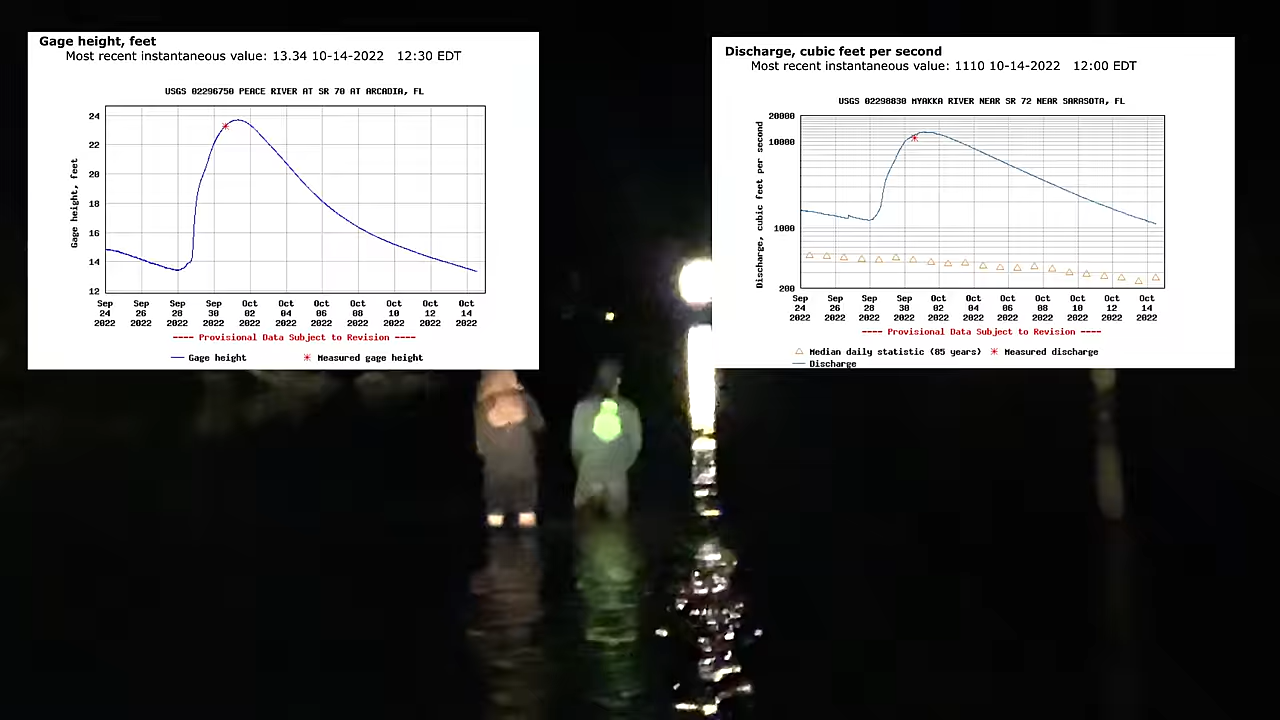 Gage height, feet
Most recent instantaneous value: 13.34 10-14-2022 12:30 EDT
USGS 02296750 PEACE RIVER AT SR 70 AT ARCADIA, FL
Gage height, feet
24
22
20
18
16
14
12
Sep Sep Sep Sep Oct Oct Oct Oct Oct Oct Oct
24 26 28 30 02 04 06 08 10 12 14
2022 2022 2022 2022 2022 2022 2022 2022 2022 2022 2022
---- Provisional Data Subject to Revision ----
Gage height Measured gage height
Discharge, cubic feet per second
Most recent instantaneous value: 1110 10-14-2022 12:00 EDT
USGS 02298830 MYAKKA RIVER NEAR SR 72 NEAR SARASOTA, FL
Discharge, cubic feet per second
20000
10000
1000
200
Sep Sep Sep Sep Oct Oct Oct Oct Oct Oct Oct
24 26 28 30 02 04 06 08 10 12 14
2022 2022 2022 2022 2022 2022 2022 2022 2022 2022 2022
---- Provisional Data Subject to Revision ----
Median daily statistic (85 years) Measured discharge
Discharge